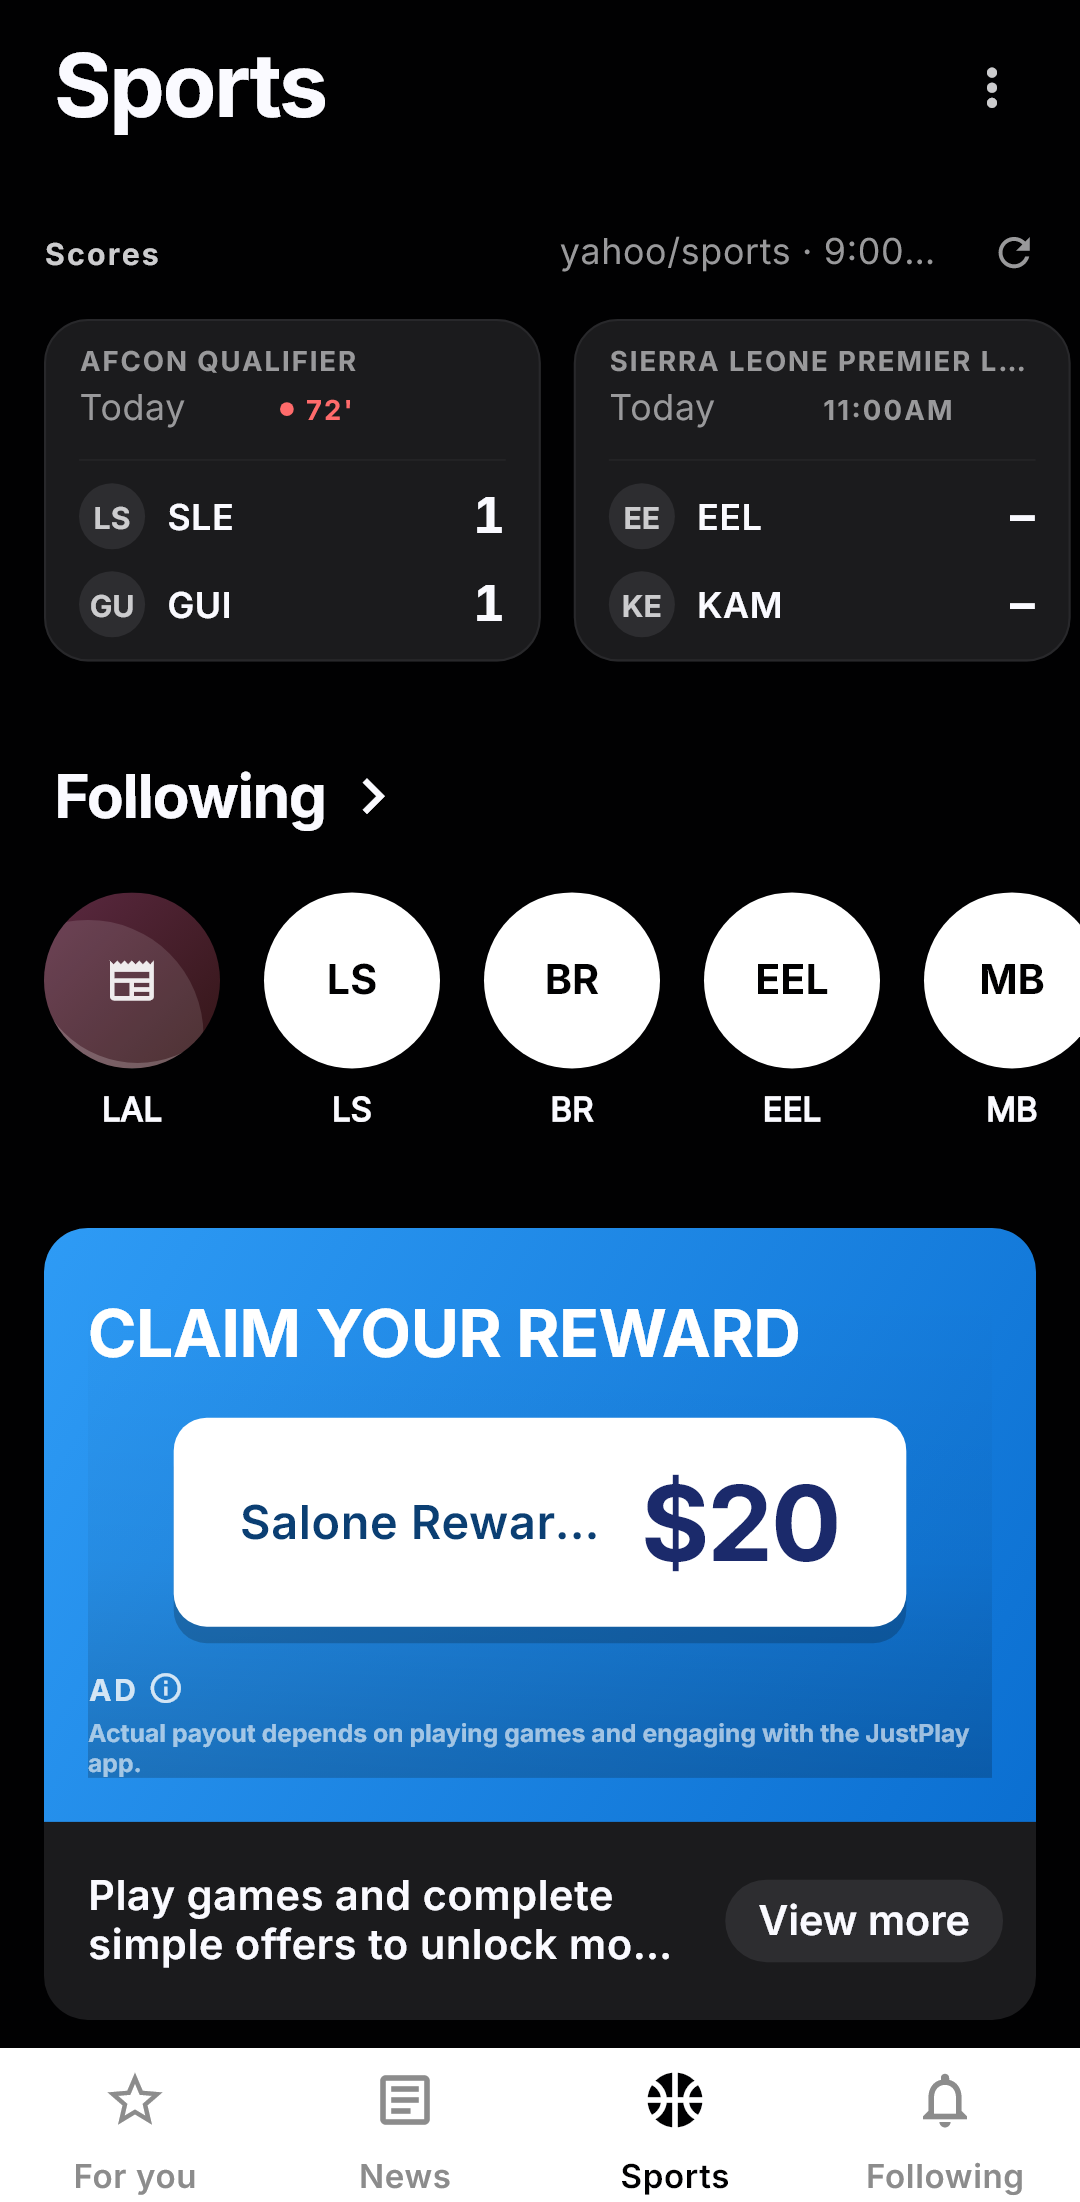 Sports
Scores
yahoo/sports · 9:00...
AFCON QUALIFIER
Today
72'
LS
SLE
1
GU
GUI
1
SIERRA LEONE PREMIER L...
Today
11:00AM
EE
EEL
–
KE
KAM
–
Following
LS
BR
EEL
MB
LAL
LS
BR
EEL
MB
CLAIM YOUR REWARD
Salone Rewar...
$20
AD
Actual payout depends on playing games and engaging with the JustPlay
app.
Play games and complete
simple offers to unlock mo...
View more
For you
News
Sports
Following